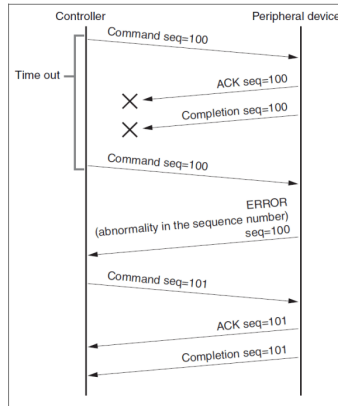 Controller
Peripheral device
Command seq=100
Time out
ACK seq=100
Completion seq=100
Command seq=100
ERROR
(abnormality in the sequence number)
seq=100
Command seq=101
ACK seq=101
Completion seq=101